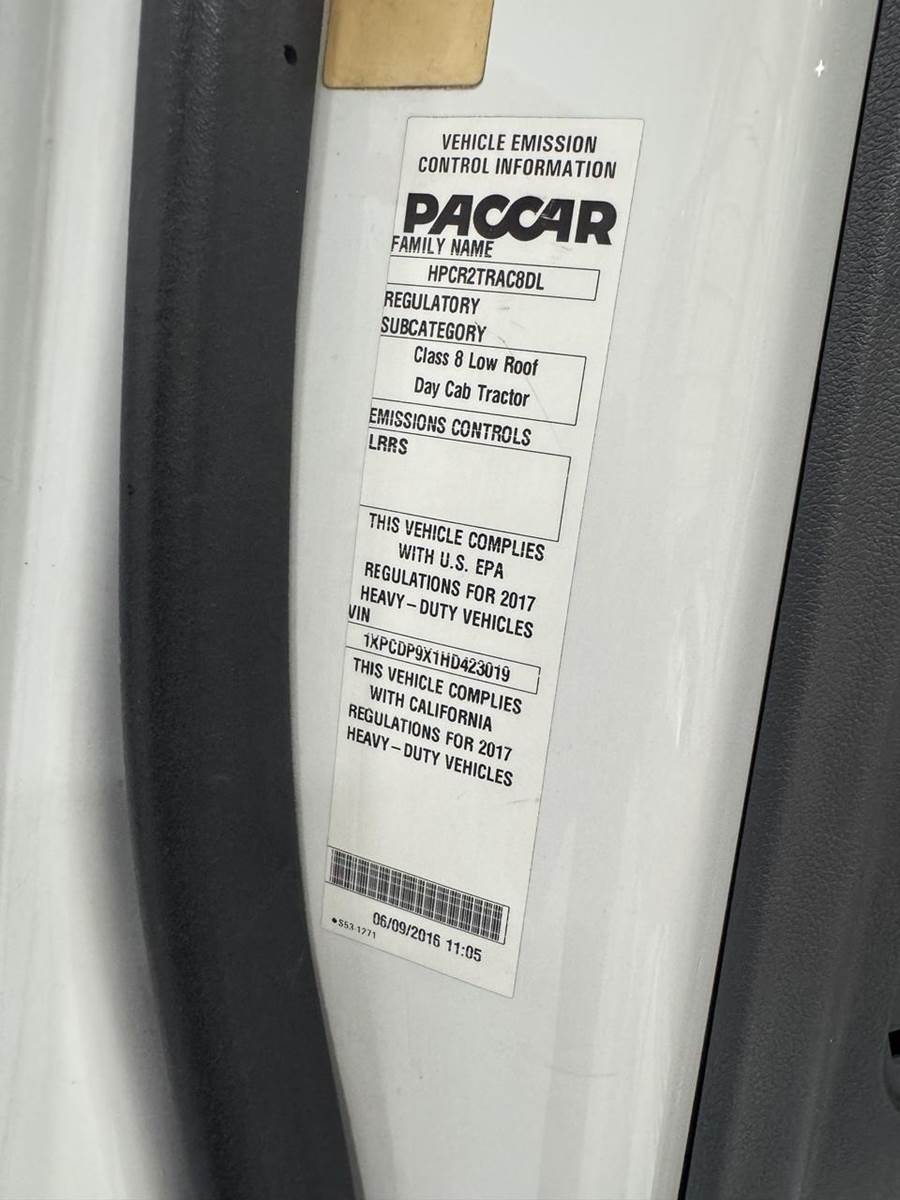 VEHICLE EMISSION
CONTROL INFORMATION
PACCAR
FAMILY NAME
HPCR2TRAC8DL
REGULATORY
SUBCATEGORY
Class 8 Low Roof
Day Cab Tractor
EMISSIONS CONTROLS
LRRS
THIS VEHICLE COMPLIES
WITH U.S. EPA
REGULATIONS FOR 2017
HEAVY-DUTY VEHICLES
VIN
1XPCDP9X1HD423019
THIS VEHICLE COMPLIES
WITH CALIFORNIA
REGULATIONS FOR 2017
HEAVY-DUTY VEHICLES
06/09/2016 11:05
•S53-1271